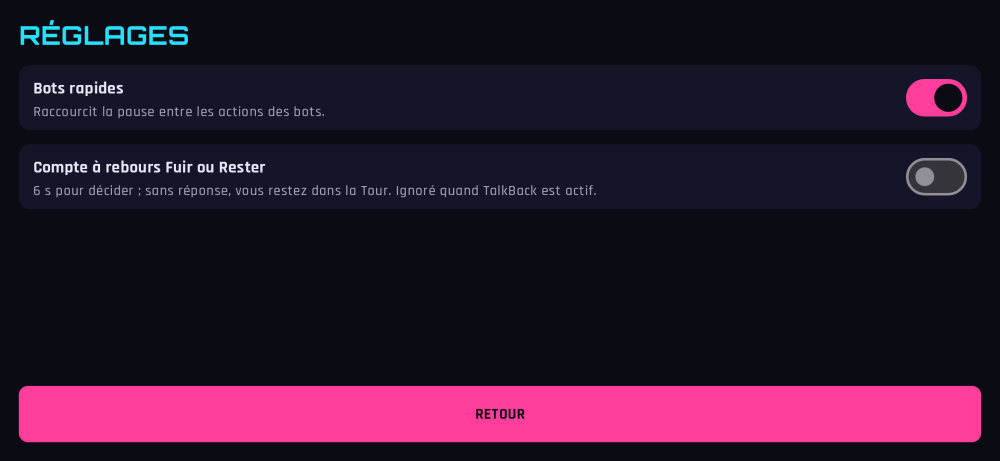 RÉGLAGES
Bots rapides
Raccourcit la pause entre les actions des bots.
Compte à rebours Fuir ou Rester
6 s pour décider ; sans réponse, vous restez dans la Tour. Ignoré quand TalkBack est actif.
RETOUR